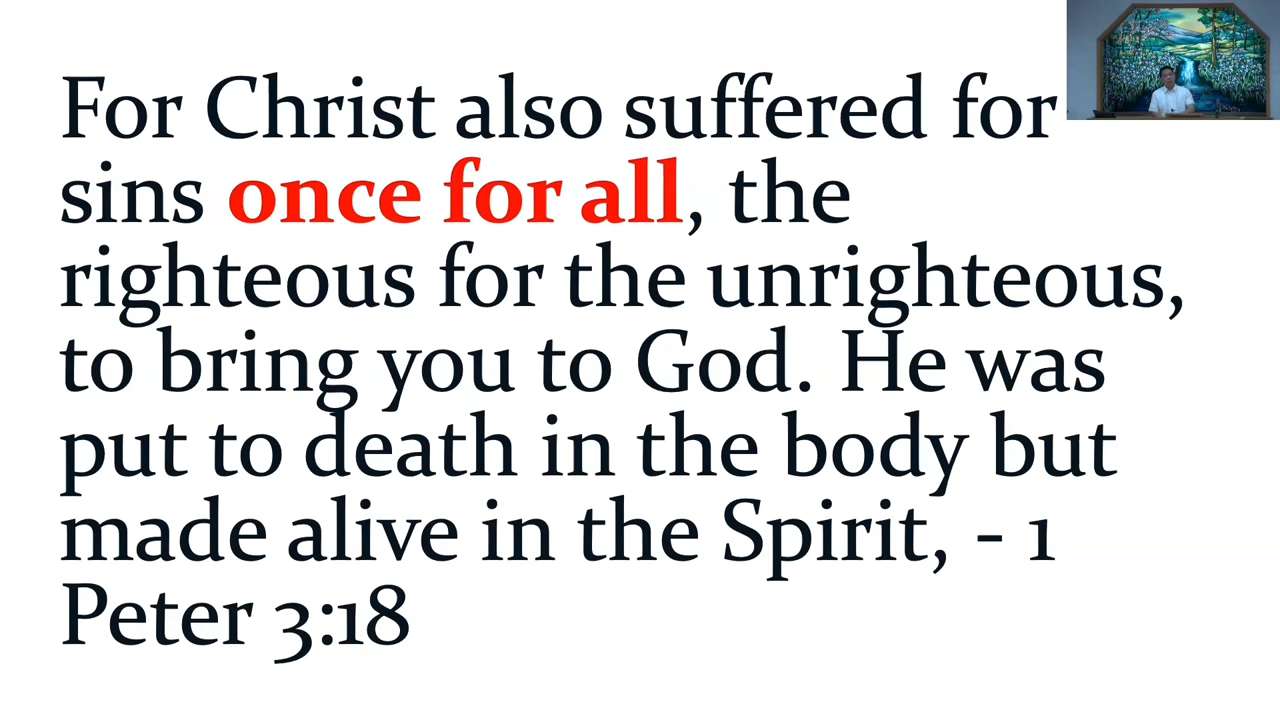 For Christ also suffered for
sins once for all, the
righteous for the unrighteous,
to bring you to God. He was
put to death in the body but
made alive in the Spirit, - 1
Peter 3:18